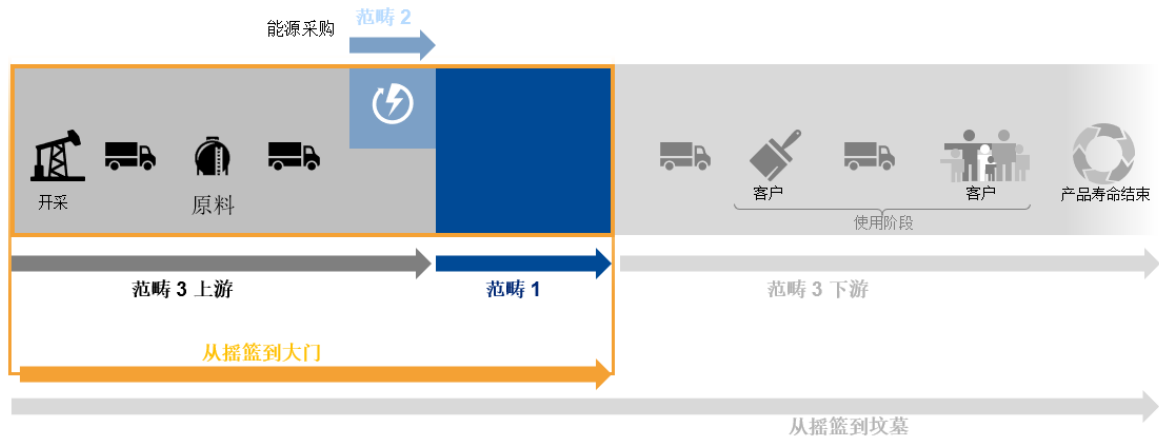 范畴 2
能源采购
开采
原料
客户
客户
产品寿命结束
使用阶段
范畴 3 上游
范畴 1
范畴 3 下游
从摇篮到大门
从摇篮到坟墓